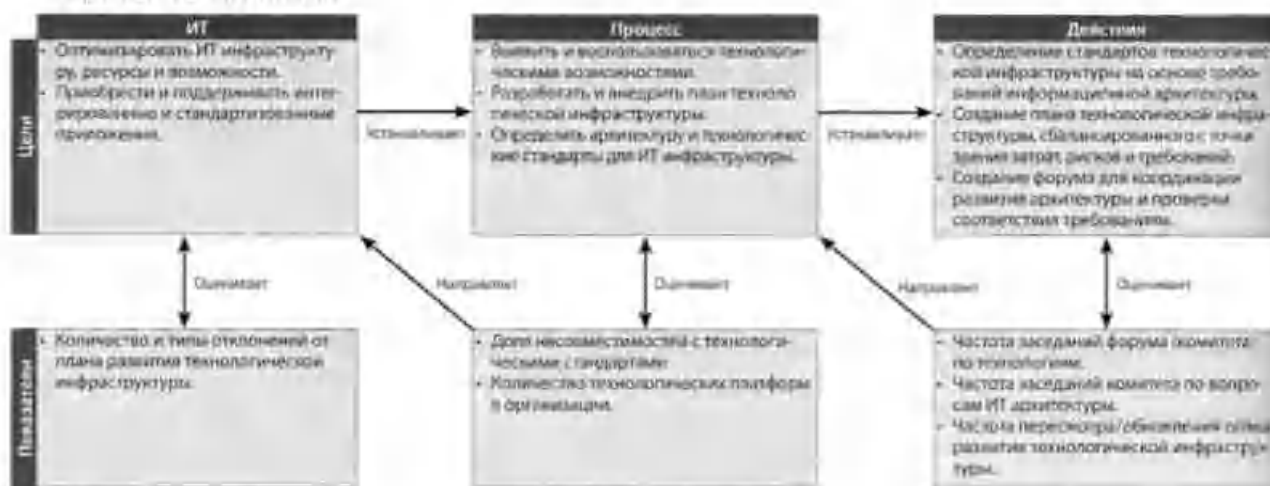 ИТ
Цели
• Оптимизировать ИТ инфраструкту-
ру, ресурсы и возможности.
• Приобрести и поддерживать интег-
рированно и стандартизованные
приложения.
Устанавливает
Процесс
• Выявить и воспользоваться технологи-
ческими возможностями.
• Разработать и внедрить план техноло
гической инфраструктуры.
• Определить архитектуру и технологичес-
кие стандарты для ИТ инфраструктуры.
Устанавливает
Действия
• Определение стандартов технологичес-
кой инфраструктуры на основе требо-
ваний информационной архитектуры.
• Создание плана технологической инфра-
структуры, сбалансированного с точки
зрения затрат, рисков и требований.
• Создание форума для координации
развития архитектуры и проверки
соответствия требованиям.
Оценивает
Направляет
Оценивает
Направляет
Оценивает
Показатели
• Количество и типы отклонений от
плана развития технологической
инфраструктуры.
• Доля несовместимостей с технологи-
ческими стандартами
• Количество технологических платформ
в организации.
• Частота заседаний форума (комитета
по технологиям.
• Частота заседаний комитета по вопро-
сам ИТ архитектуры.
• Частота пересмотра/обновления плана
развития технологической инфраструк-
туры.